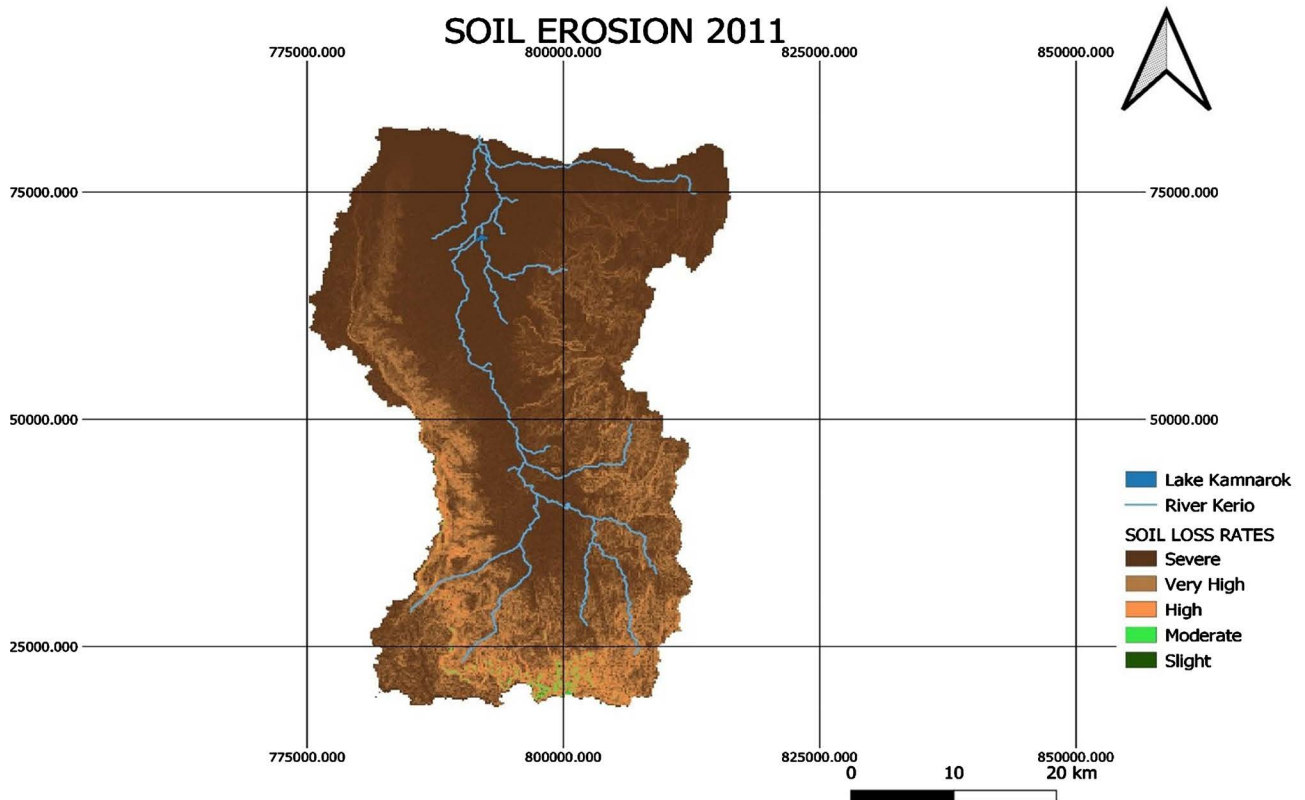 SOIL EROSION 2011
775000.000 800000.000 825000.000 850000.000
75000.000 75000.000
50000.000 50000.000
Lake Kamnarok
River Kerio
SOIL LOSS RATES
Severe
Very High
High
Moderate
Slight
25000.000 25000.000
775000.000 800000.000 825000.000 850000.000
0 10 20 km